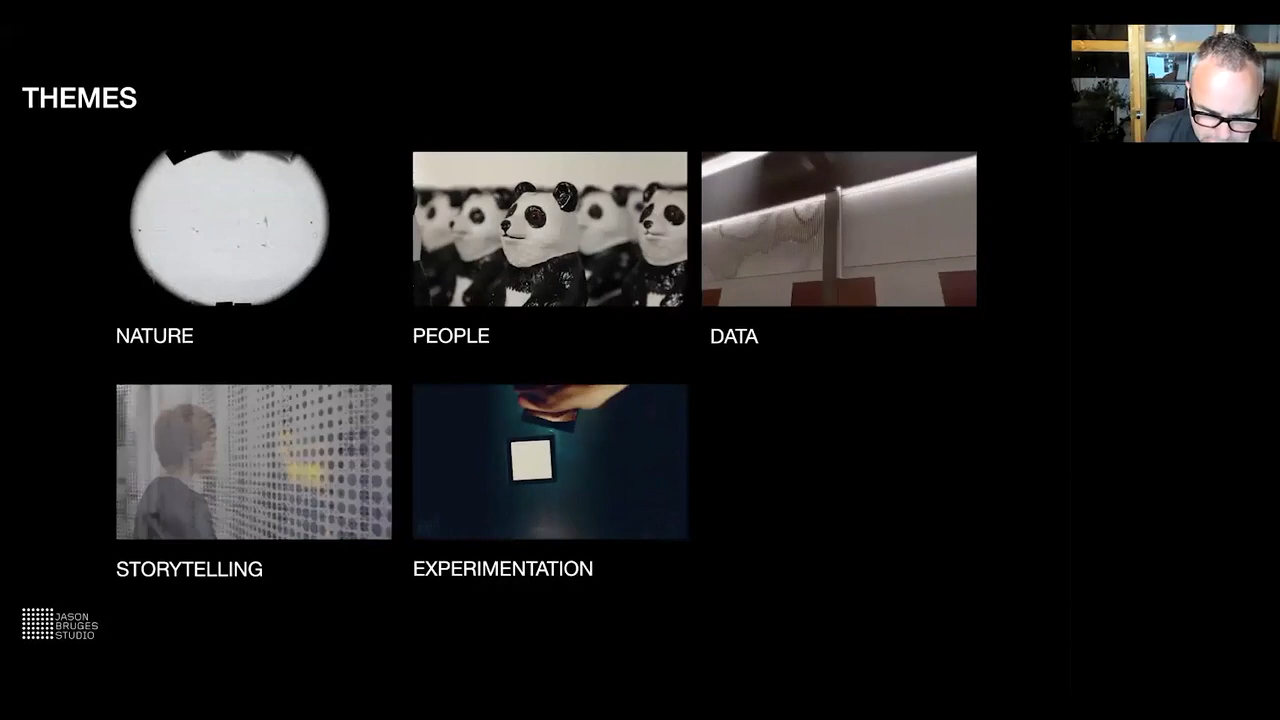 THEMES
NATURE
PEOPLE
DATA
STORYTELLING
EXPERIMENTATION
JASON
BRUGES
STUDIO